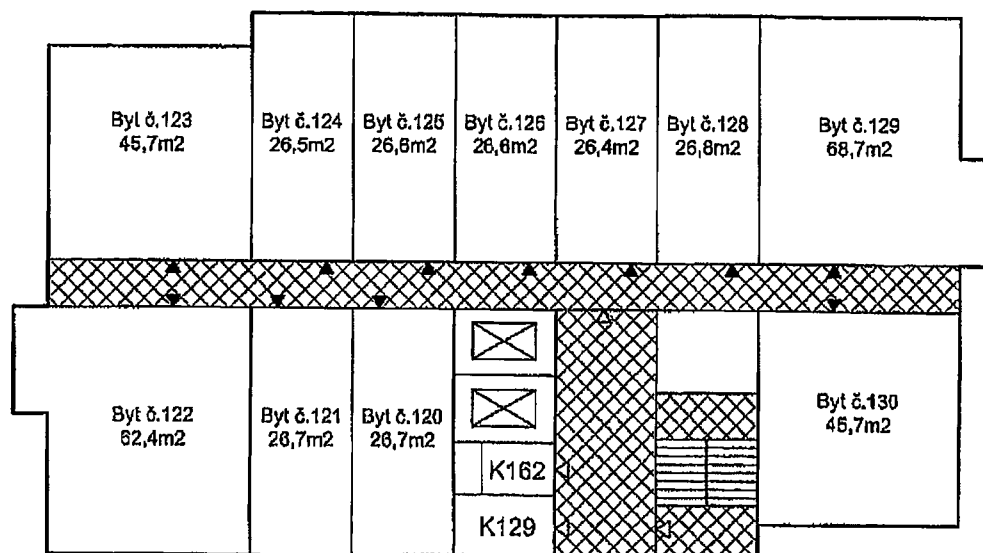 Byt č.123
45,7m2
Byt č.124
26,5m2
Byt č.125
26,6m2
Byt č.126
26,6m2
Byt č.127
26,4m2
Byt č.128
26,8m2
Byt č.129
68,7m2
Byt č.122
62,4m2
Byt č.121
26,7m2
Byt č.120
26,7m2
K162
K129
Byt č.130
45,7m2